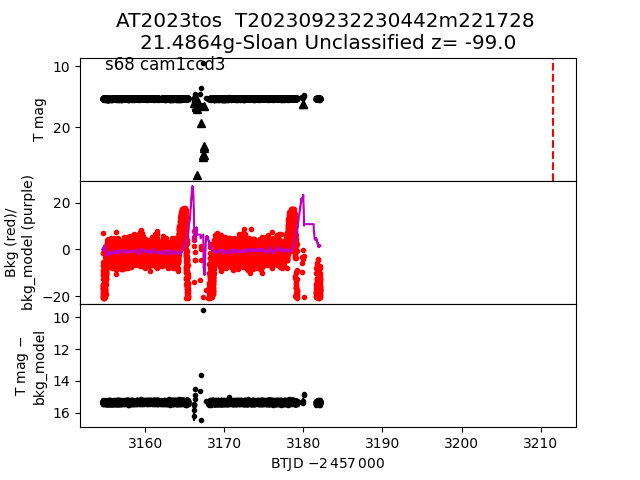 AT2023tos  T202309232230442m221728
21.4864g-Sloan Unclassified z= -99.0
s68 cam1ccd3
10
20
T mag
20
0
−20
Bkg (red)/
bkg_model (purple)
10
12
14
16
T mag −
bkg_model
3160 3170 3180 3190 3200 3210
BTJD −2 457 000